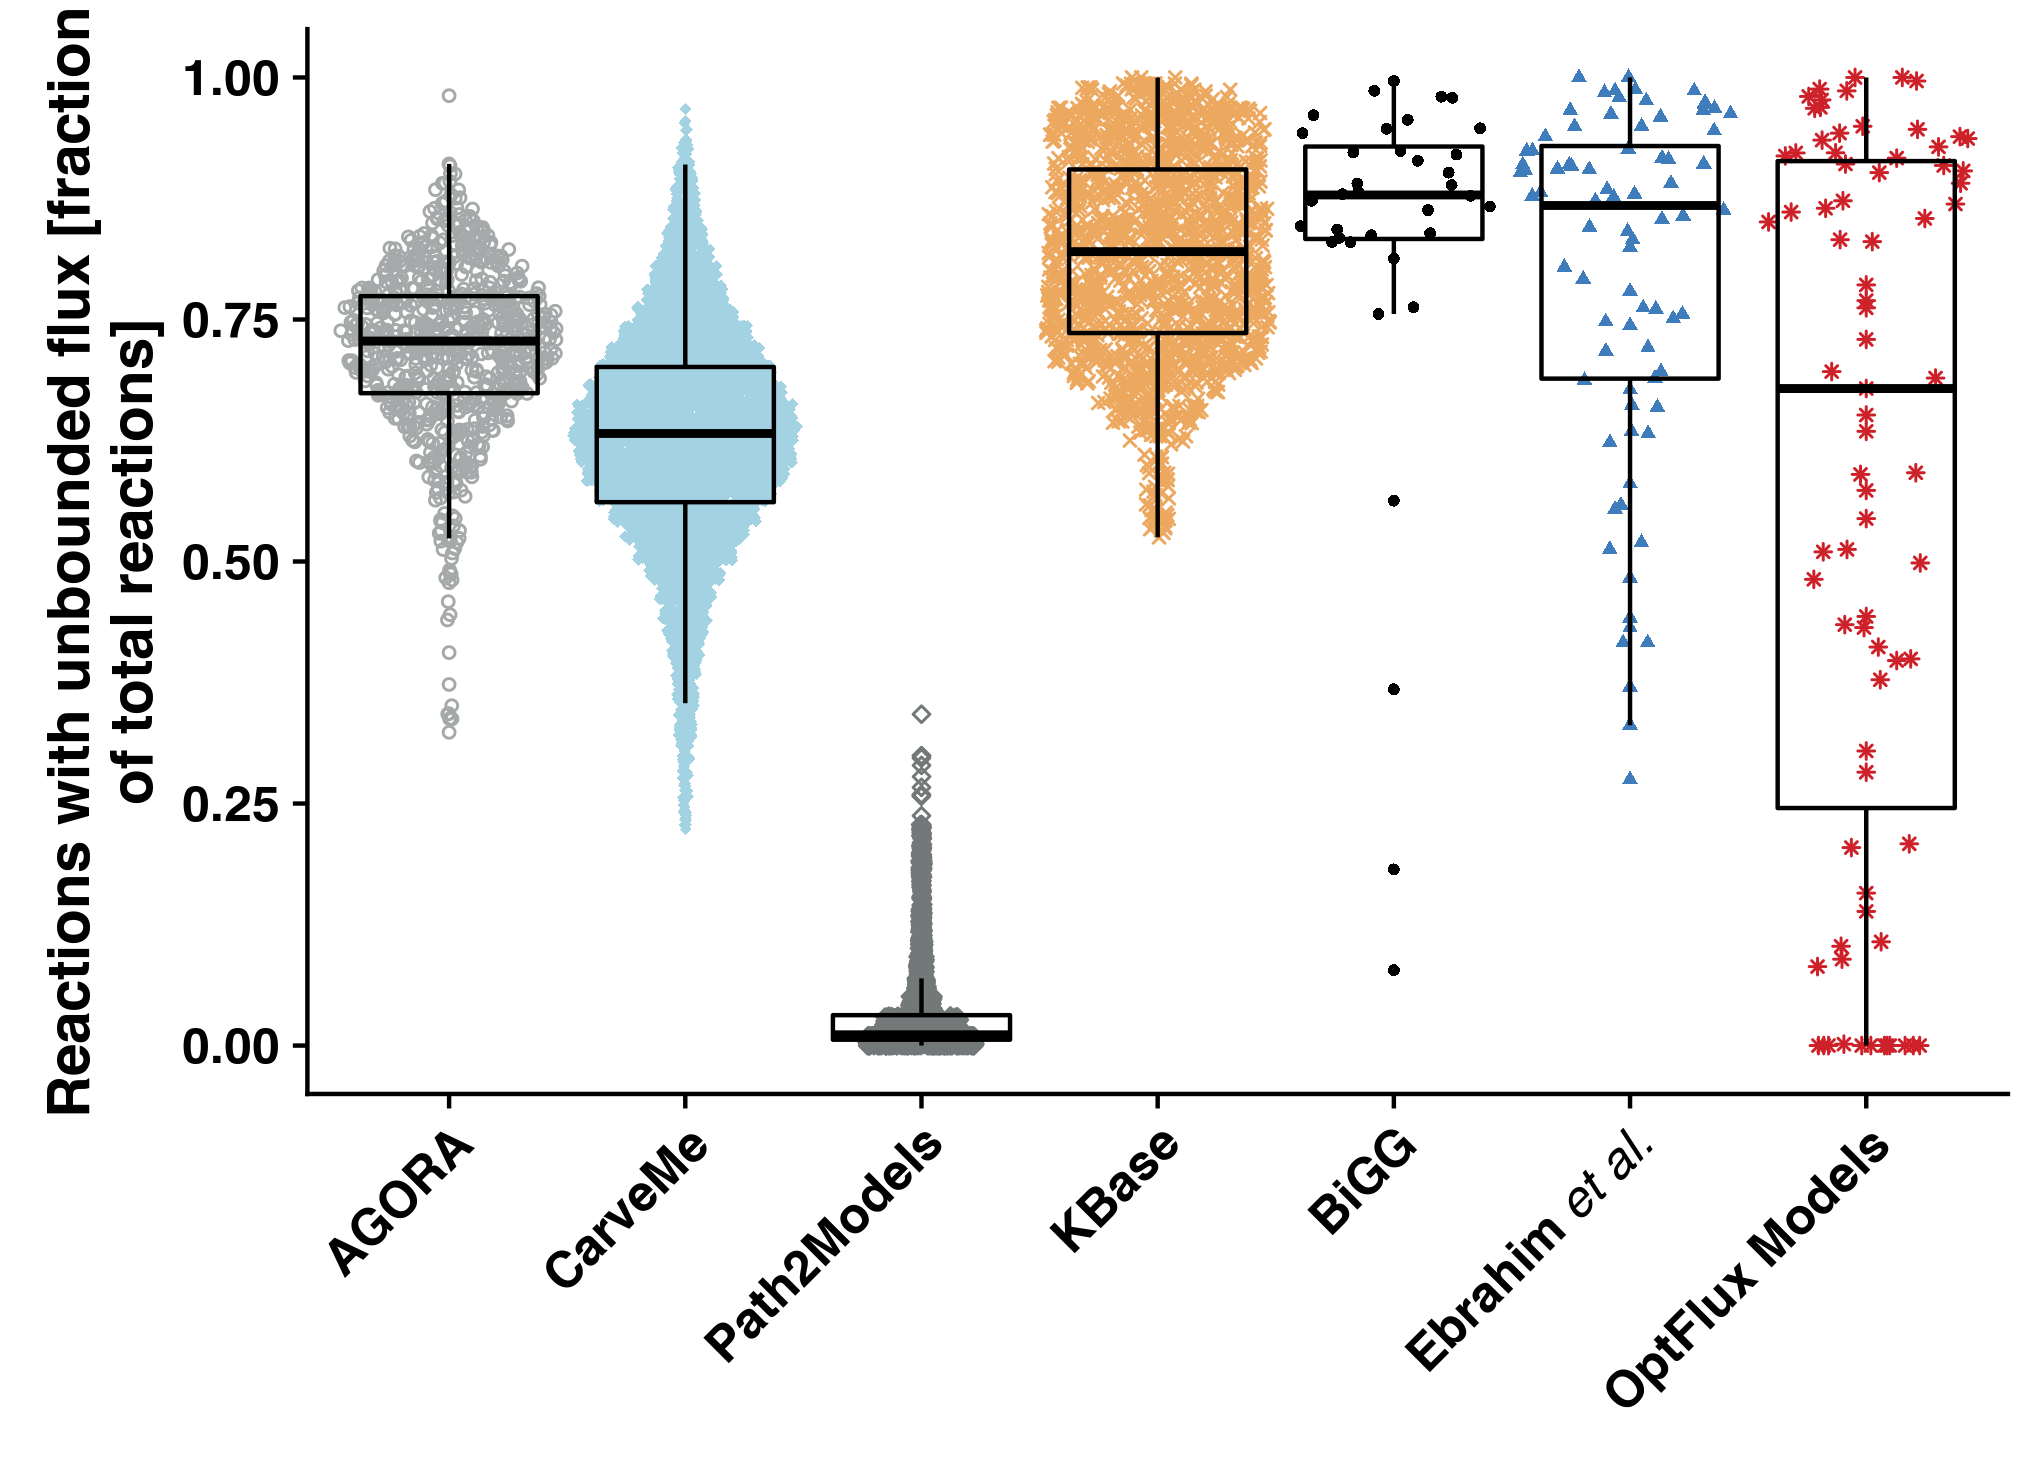 Reactions with unbounded flux [fraction
of total reactions]
1.00
0.75
0.50
0.25
0.00
AGORA
CarveMe
Path2Models
KBase
BiGG
Ebrahim et al.
OptFlux Models